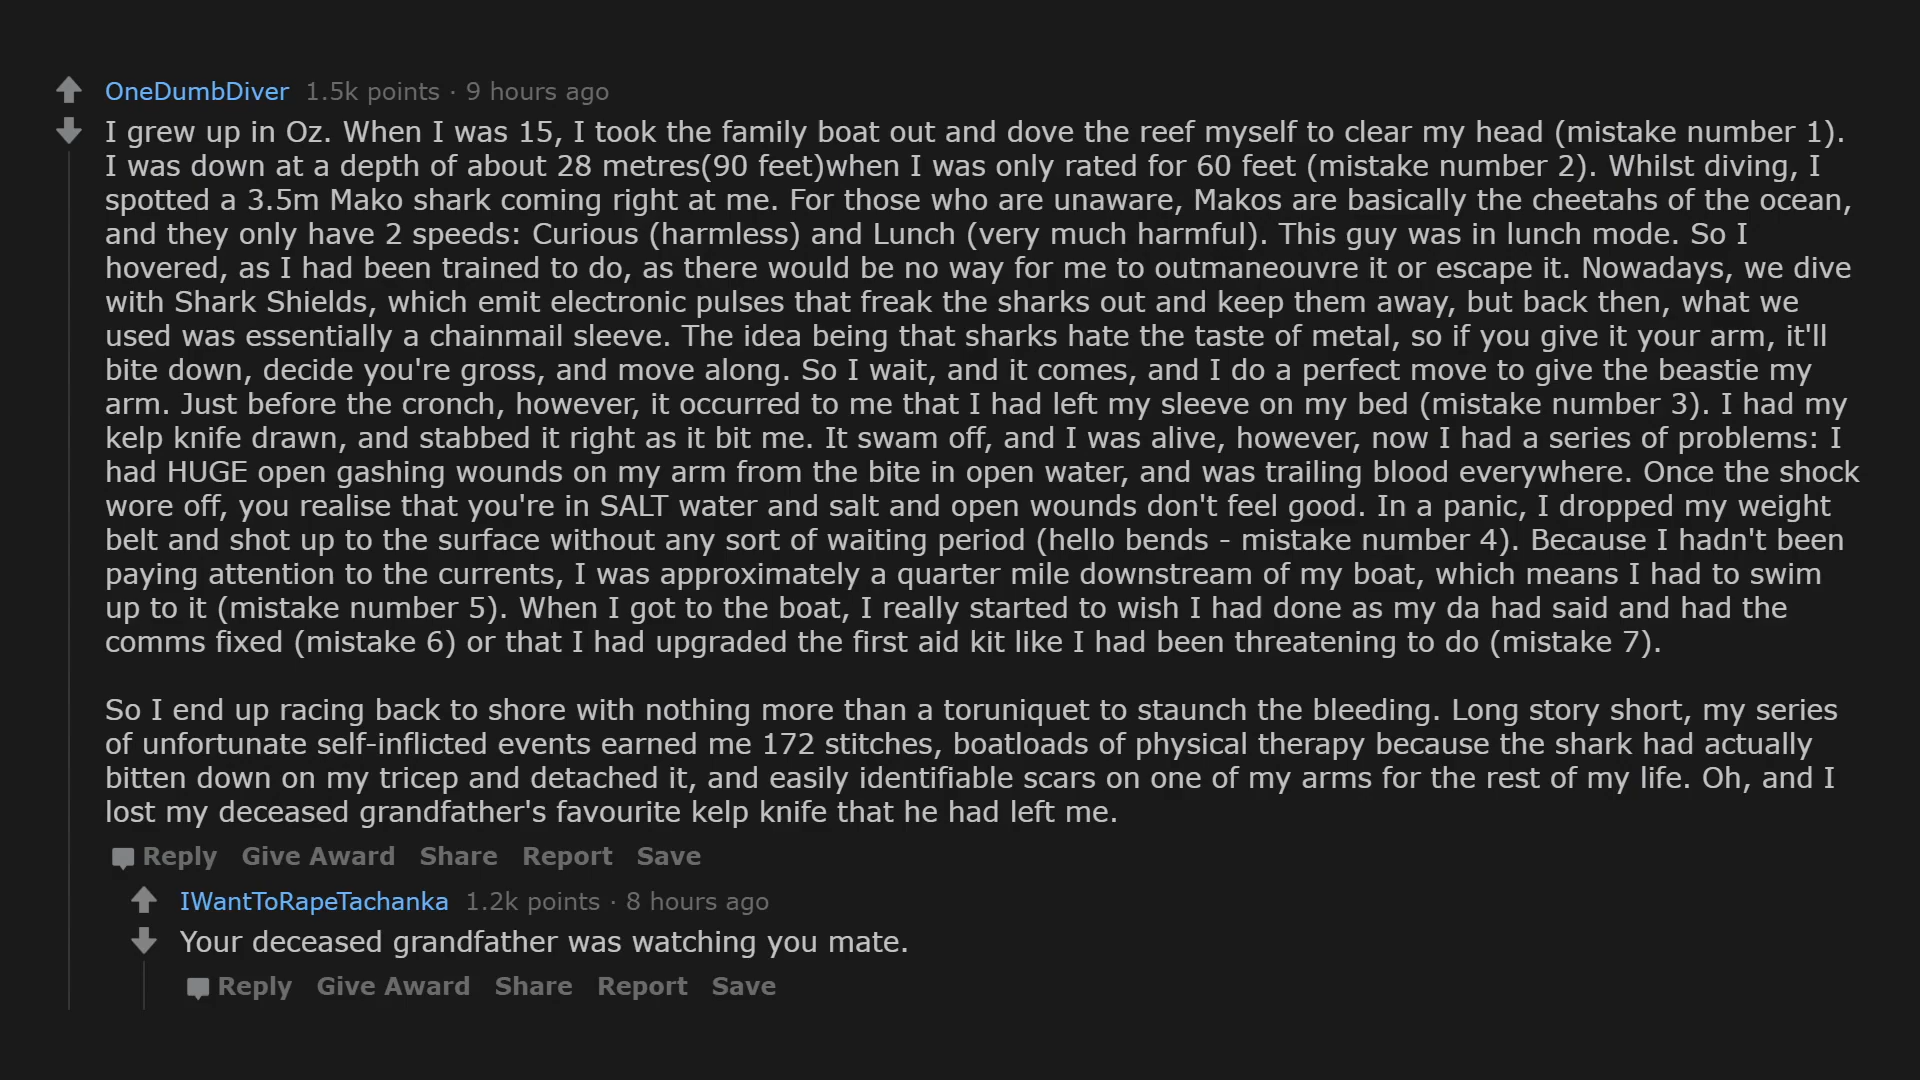 OneDumbDiver 1.5k points · 9 hours ago
I grew up in Oz. When I was 15, I took the family boat out and dove the reef myself to clear my head (mistake number 1).
I was down at a depth of about 28 metres(90 feet)when I was only rated for 60 feet (mistake number 2). Whilst diving, I
spotted a 3.5m Mako shark coming right at me. For those who are unaware, Makos are basically the cheetahs of the ocean,
and they only have 2 speeds: Curious (harmless) and Lunch (very much harmful). This guy was in lunch mode. So I
hovered, as I had been trained to do, as there would be no way for me to outmaneouvre it or escape it. Nowadays, we dive
with Shark Shields, which emit electronic pulses that freak the sharks out and keep them away, but back then, what we
used was essentially a chainmail sleeve. The idea being that sharks hate the taste of metal, so if you give it your arm, it'll
bite down, decide you're gross, and move along. So I wait, and it comes, and I do a perfect move to give the beastie my
arm. Just before the cronch, however, it occurred to me that I had left my sleeve on my bed (mistake number 3). I had my
kelp knife drawn, and stabbed it right as it bit me. It swam off, and I was alive, however, now I had a series of problems: I
had HUGE open gashing wounds on my arm from the bite in open water, and was trailing blood everywhere. Once the shock
wore off, you realise that you're in SALT water and salt and open wounds don't feel good. In a panic, I dropped my weight
belt and shot up to the surface without any sort of waiting period (hello bends - mistake number 4). Because I hadn't been
paying attention to the currents, I was approximately a quarter mile downstream of my boat, which means I had to swim
up to it (mistake number 5). When I got to the boat, I really started to wish I had done as my da had said and had the
comms fixed (mistake 6) or that I had upgraded the first aid kit like I had been threatening to do (mistake 7).
So I end up racing back to shore with nothing more than a toruniquet to staunch the bleeding. Long story short, my series
of unfortunate self-inflicted events earned me 172 stitches, boatloads of physical therapy because the shark had actually
bitten down on my tricep and detached it, and easily identifiable scars on one of my arms for the rest of my life. Oh, and I
lost my deceased grandfather's favourite kelp knife that he had left me.
Reply Give Award Share Report Save
IWantToRapeTachanka 1.2k points · 8 hours ago
Your deceased grandfather was watching you mate.
Reply Give Award Share Report Save